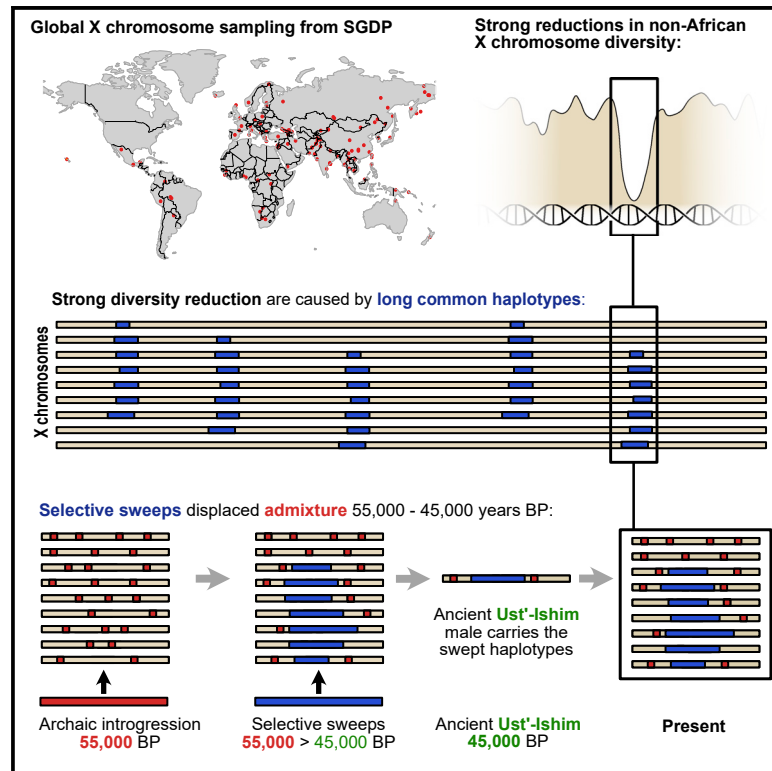 Global X chromosome sampling from SGDP
Strong reductions in non-African
X chromosome diversity:
Strong diversity reduction are caused by long common haplotypes:
X chromosomes
Selective sweeps displaced admixture 55,000 - 45,000 years BP:
Ancient Ust'-Ishim
male carries the
swept haplotypes
Archaic introgression
55,000 BP
Selective sweeps
55,000 > 45,000 BP
Ancient Ust'-Ishim
45,000 BP
Present